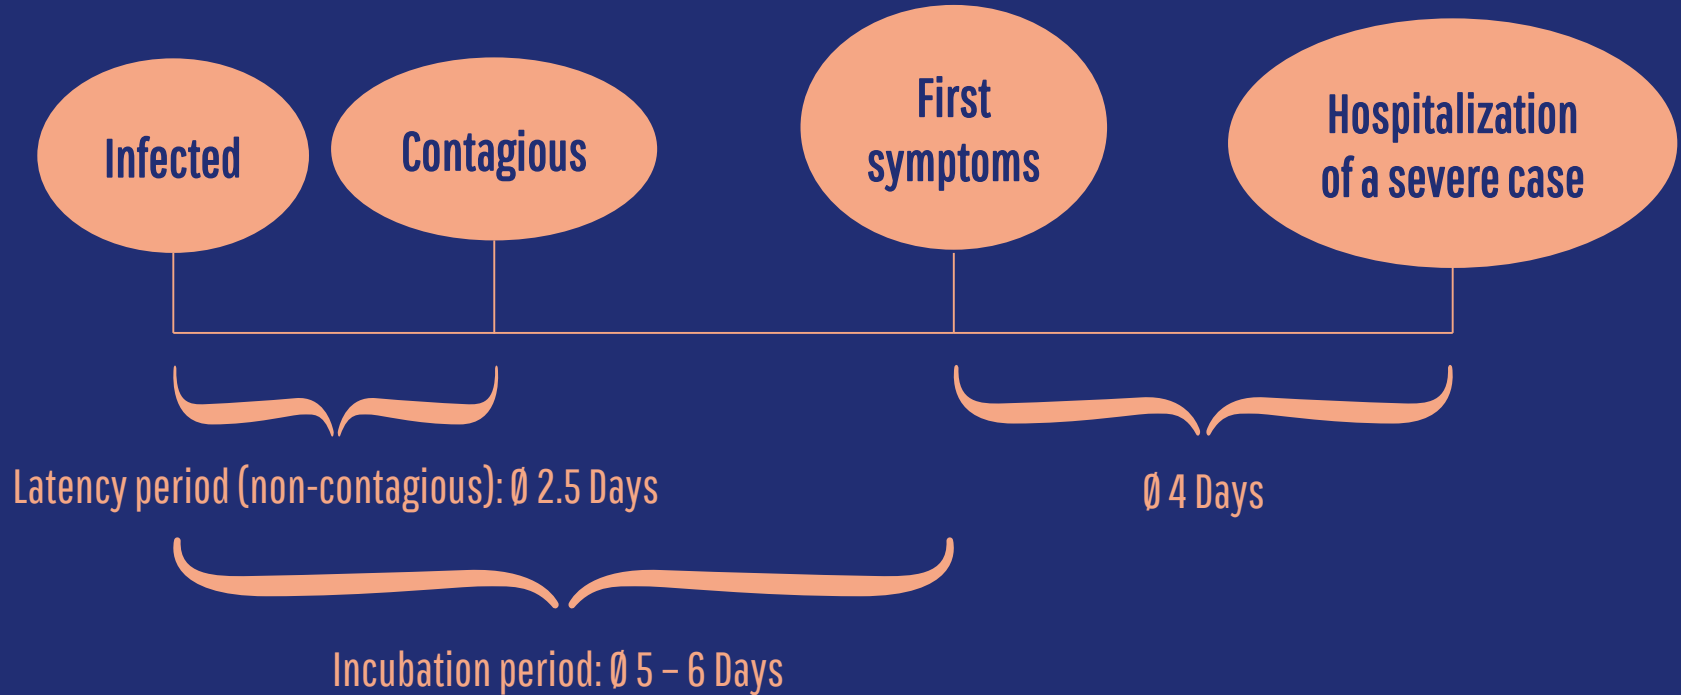 Infected
Contagious
First
symptoms
Hospitalization
of a severe case
Latency period (non-contagious): Ø 2.5 Days
Ø 4 Days
Incubation period: Ø 5 – 6 Days